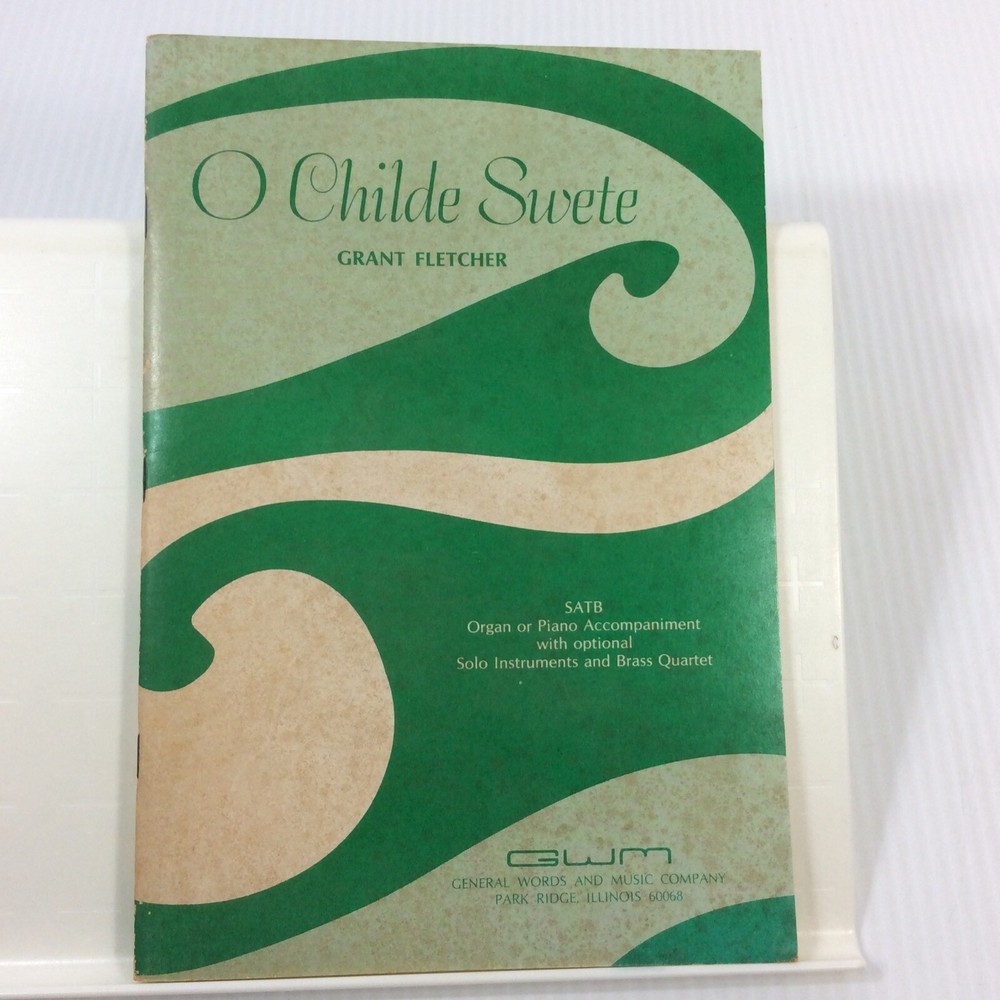 O Childe Swete
GRANT FLETCHER
SATB
Organ or Piano Accompaniment
with optional
Solo Instruments and Brass Quartet
GWM
GENERAL WORDS AND MUSIC COMPANY
PARK RIDGE, ILLINOIS 60068